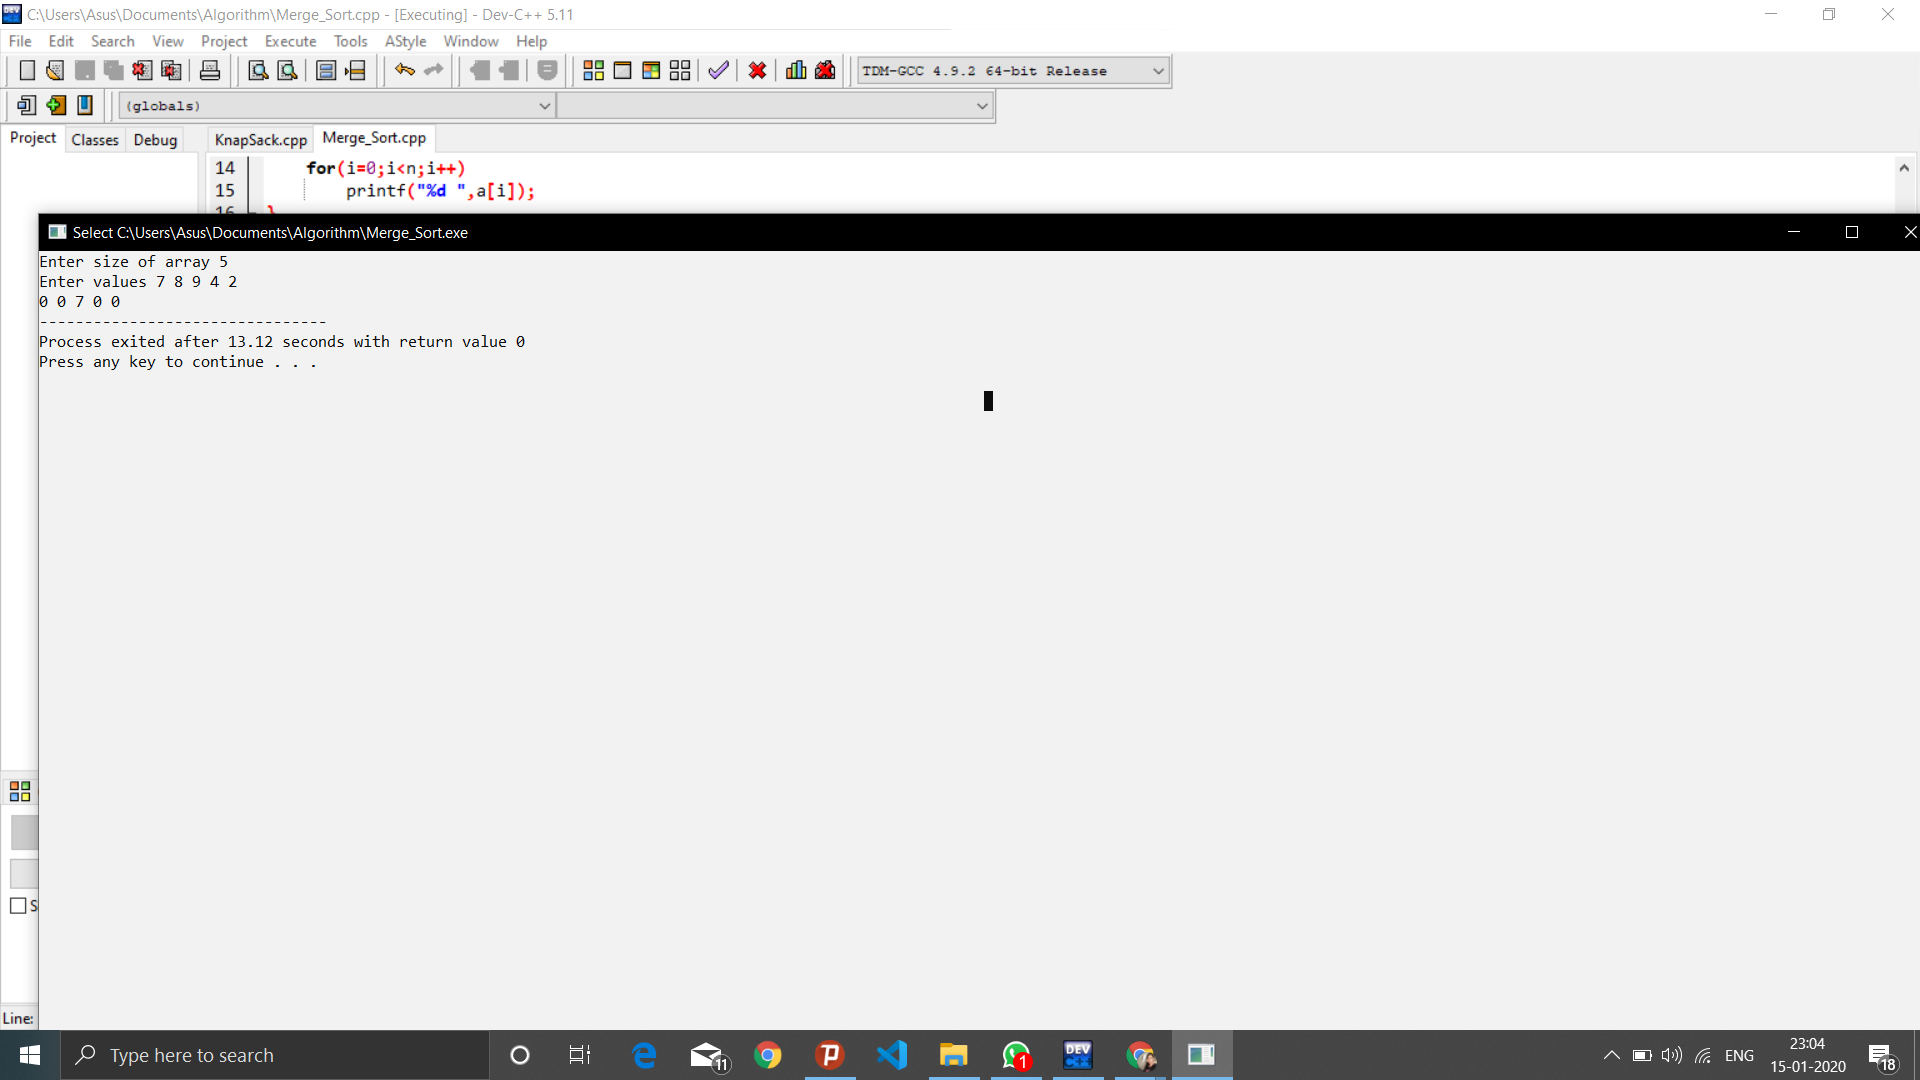 C:\Users\Asus\Documents\Algorithm\Merge_Sort.cpp - [Executing] - Dev-C++ 5.11
File Edit Search View Project Execute Tools AStyle Window Help
TDM-GCC 4.9.2 64-bit Release
(globals)
Project Classes Debug KnapSack.cpp Merge_Sort.cpp
14 for(i=0;i<n;i++)
15 printf("%d ",a[i]);
16 }
Select C:\Users\Asus\Documents\Algorithm\Merge_Sort.exe
Enter size of array 5
Enter values 7 8 9 4 2
0 0 7 0 0
--------------------------------
Process exited after 13.12 seconds with return value 0
Press any key to continue . . .
S
Line:
Type here to search
11
1
DEV C++
ENG
23:04
15-01-2020
18